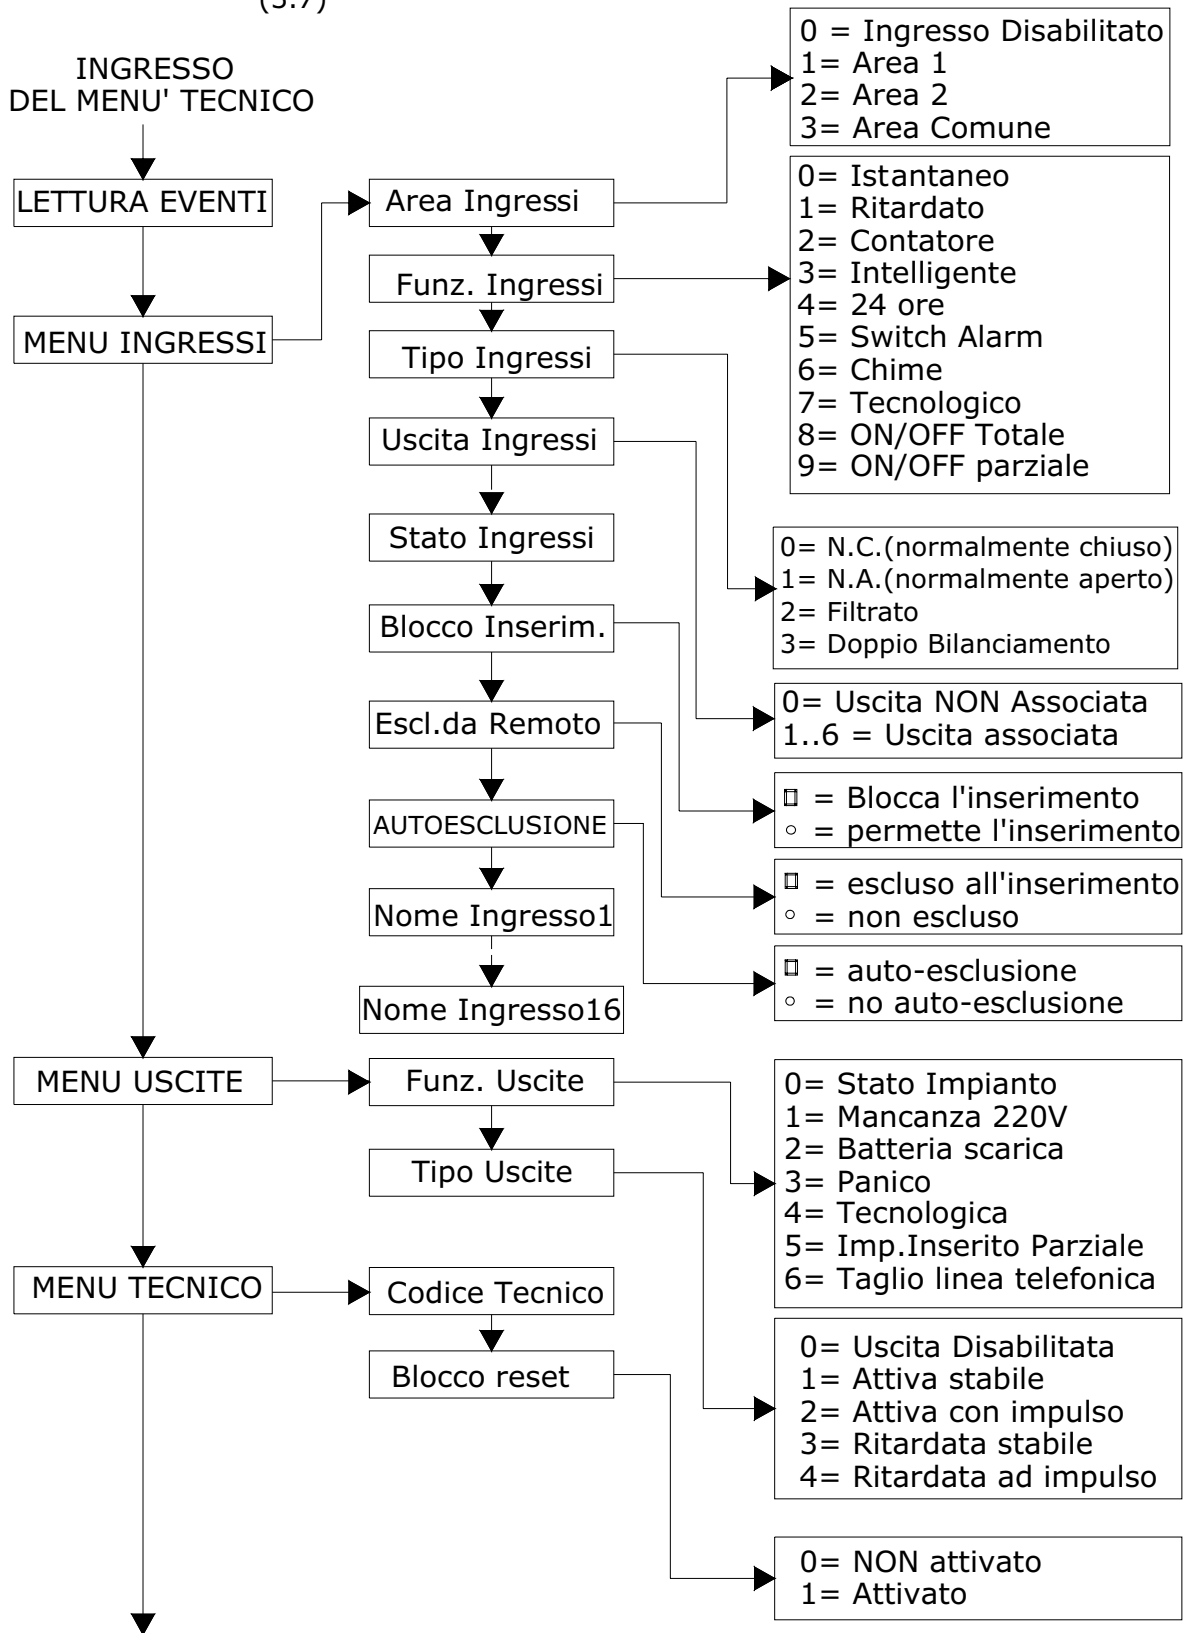 (3.7)
INGRESSO
DEL MENU' TECNICO
LETTURA EVENTI
MENU INGRESSI
Area Ingressi
Funz. Ingressi
Tipo Ingressi
Uscita Ingressi
Stato Ingressi
Blocco Inserim.
Escl.da Remoto
AUTOESCLUSIONE
Nome Ingresso1
Nome Ingresso16
0 = Ingresso Disabilitato
1= Area 1
2= Area 2
3= Area Comune
0= Istantaneo
1= Ritardato
2= Contatore
3= Intelligente
4= 24 ore
5= Switch Alarm
6= Chime
7= Tecnologico
8= ON/OFF Totale
9= ON/OFF parziale
0= N.C.(normalmente chiuso)
1= N.A.(normalmente aperto)
2= Filtrato
3= Doppio Bilanciamento
0= Uscita NON Associata
1..6 = Uscita associata
= Blocca l'inserimento
= permette l'inserimento
= escluso all'inserimento
= non escluso
= auto-esclusione
= no auto-esclusione
MENU USCITE
Funz. Uscite
Tipo Uscite
0= Stato Impianto
1= Mancanza 220V
2= Batteria scarica
3= Panico
4= Tecnologica
5= Imp.Inserito Parziale
6= Taglio linea telefonica
MENU TECNICO
Codice Tecnico
Blocco reset
0= Uscita Disabilitata
1= Attiva stabile
2= Attiva con impulso
3= Ritardata stabile
4= Ritardata ad impulso
0= NON attivato
1= Attivato